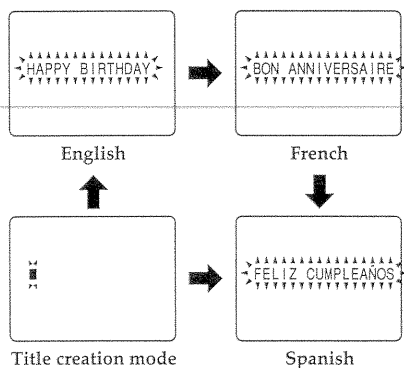 HAPPY BIRTHDAY
BON ANNIVERSAIRE
English
French
FELIZ CUMPLEAÑOS
Title creation mode
Spanish